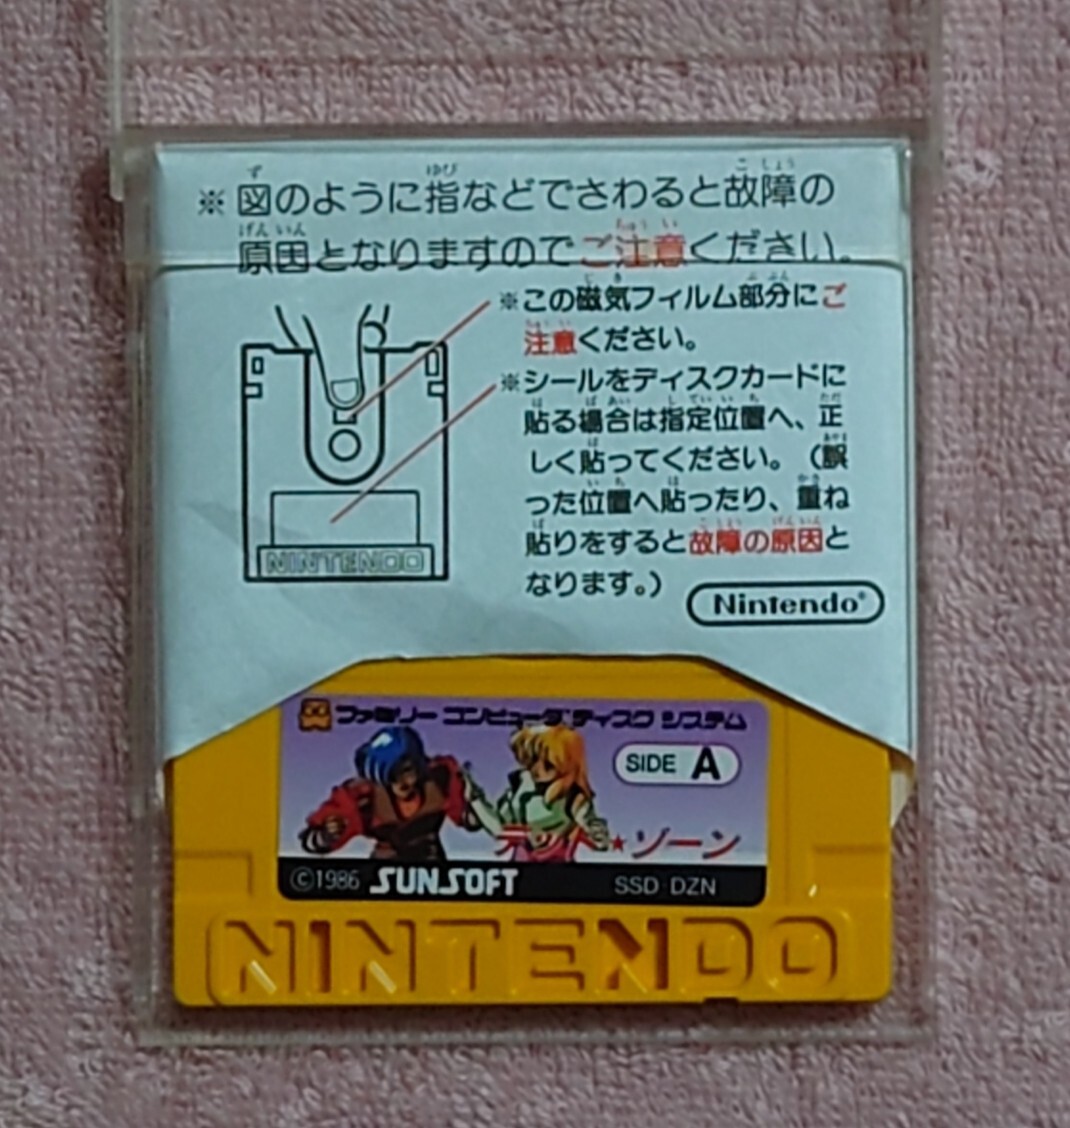 ※図のように指などでさわると故障の
原因となりますのでご注意ください。
※この磁気フィルム部分にご
注意ください。
※シールをディスクカードに
貼る場合は指定位置へ、正
しく貼ってください。(誤
った位置へ貼ったり、重ね
貼りをすると故障の原因と
なります。)
NINTENDO
Nintendo®
ファミリー コンピュータ ディスク システム
SIDE A
デッド★ゾーン
©1986 SUNSOFT SSD DZN
NINTENDO